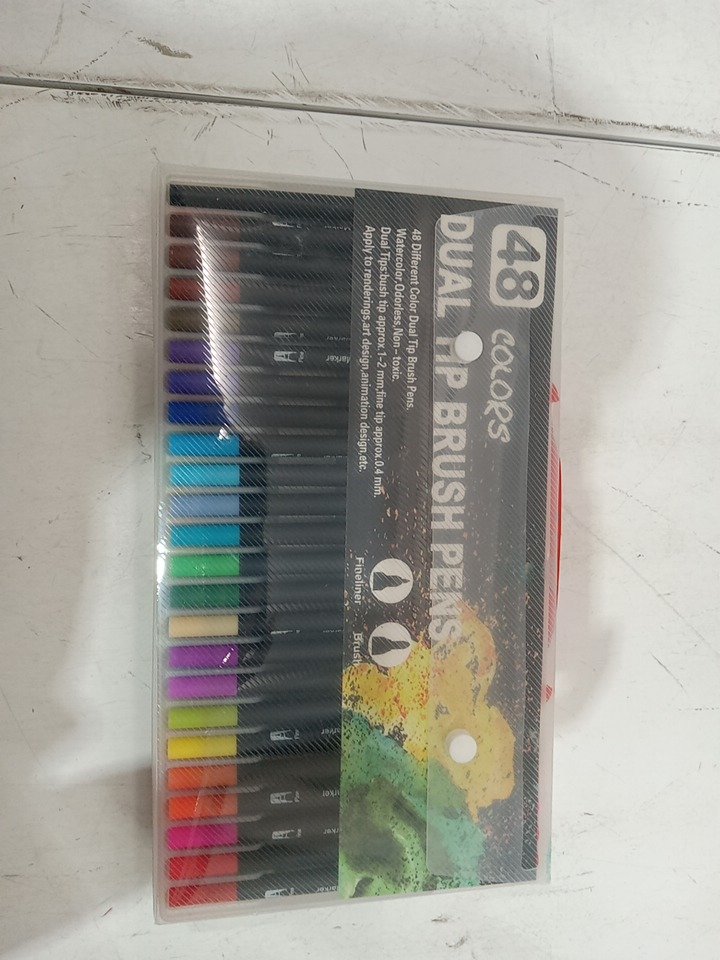 48 COLORS
DUAL TIP BRUSH PENS
48 Different Color Dual Tip Brush Pens.
Watercolor,Odorless,Non-toxic.
Dual Tips:bush tip approx.1-2 mm,fine tip approx.0.4 mm.
Apply to renderings,art design,animation design,etc.
Fineliner
Brush
Marker